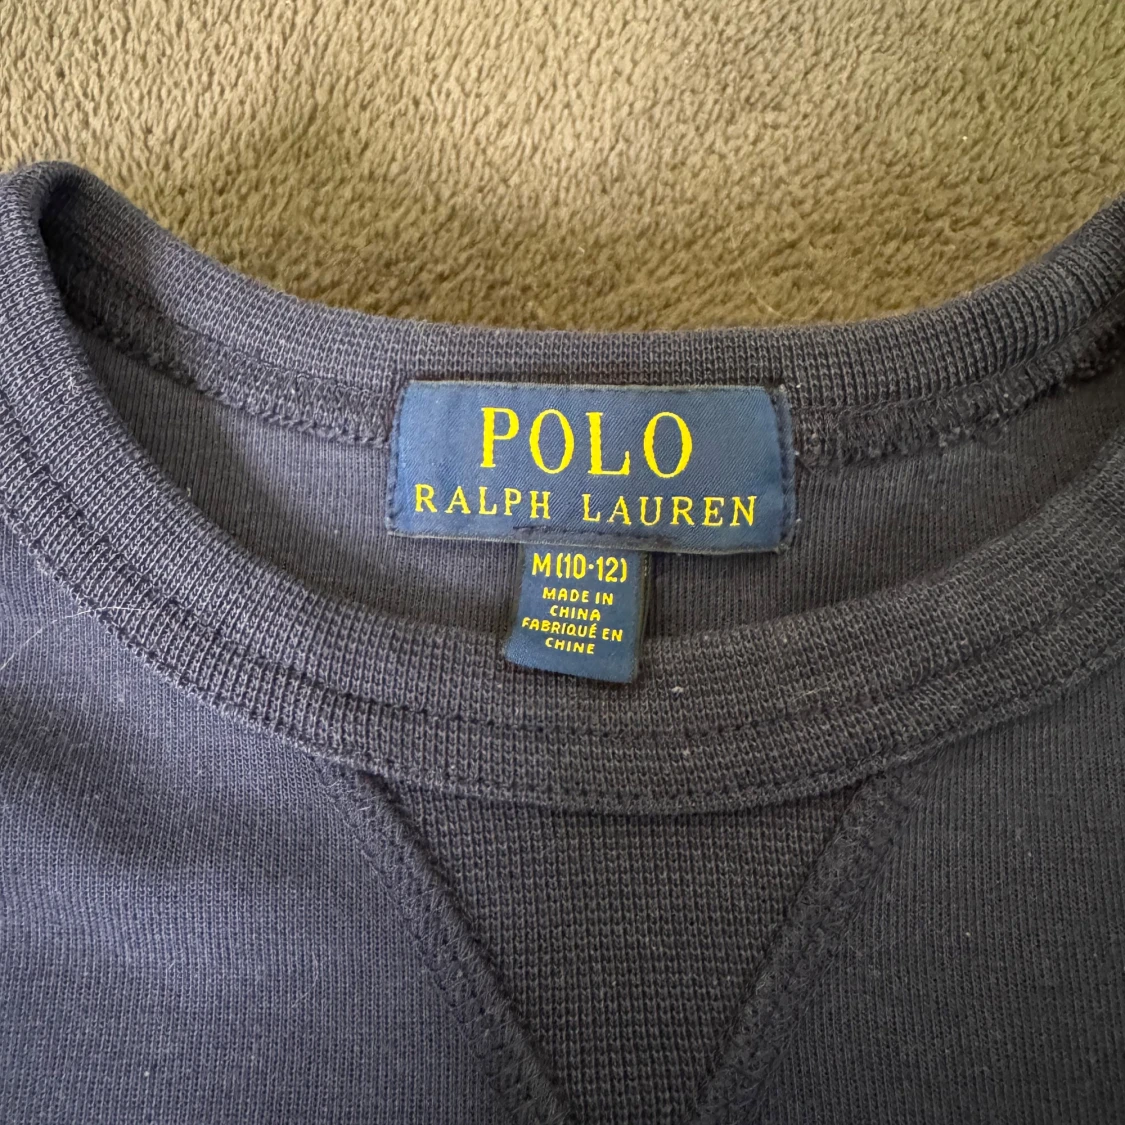 POLO
RALPH LAUREN
M(10•12)
MADE IN
CHINA
FABRIQUÉ EN
CHINE